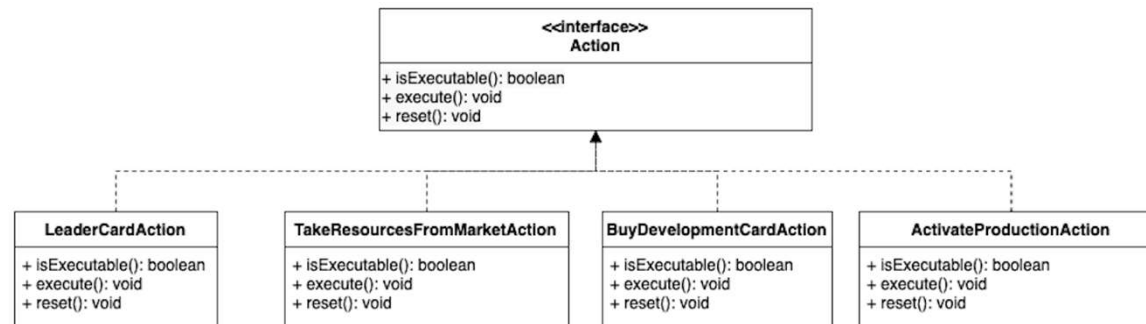 <<interface>>
Action
+ isExecutable(): boolean
+ execute(): void
+ reset(): void
LeaderCardAction
+ isExecutable(): boolean
+ execute(): void
+ reset(): void
TakeResourcesFromMarketAction
+ isExecutable(): boolean
+ execute(): void
+ reset(): void
BuyDevelopmentCardAction
+ isExecutable(): boolean
+ execute(): void
+ reset(): void
ActivateProductionAction
+ isExecutable(): boolean
+ execute(): void
+ reset(): void